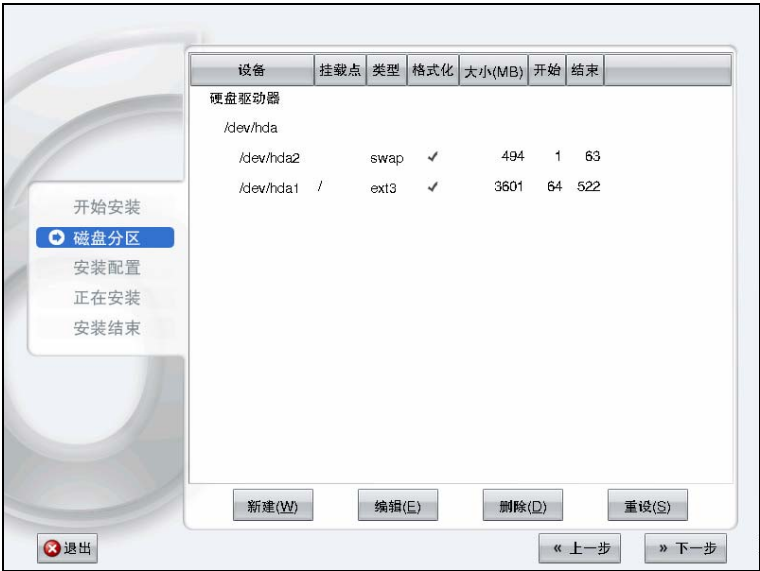 设备 挂载点 类型 格式化 大小(MB) 开始 结束
硬盘驱动器
/dev/hda
/dev/hda2 swap ✓ 494 1 63
/dev/hda1 / ext3 ✓ 3601 64 522
开始安装
磁盘分区
安装配置
正在安装
安装结束
新建(W) 编辑(E) 删除(D) 重设(S)
退出 « 上一步 » 下一步